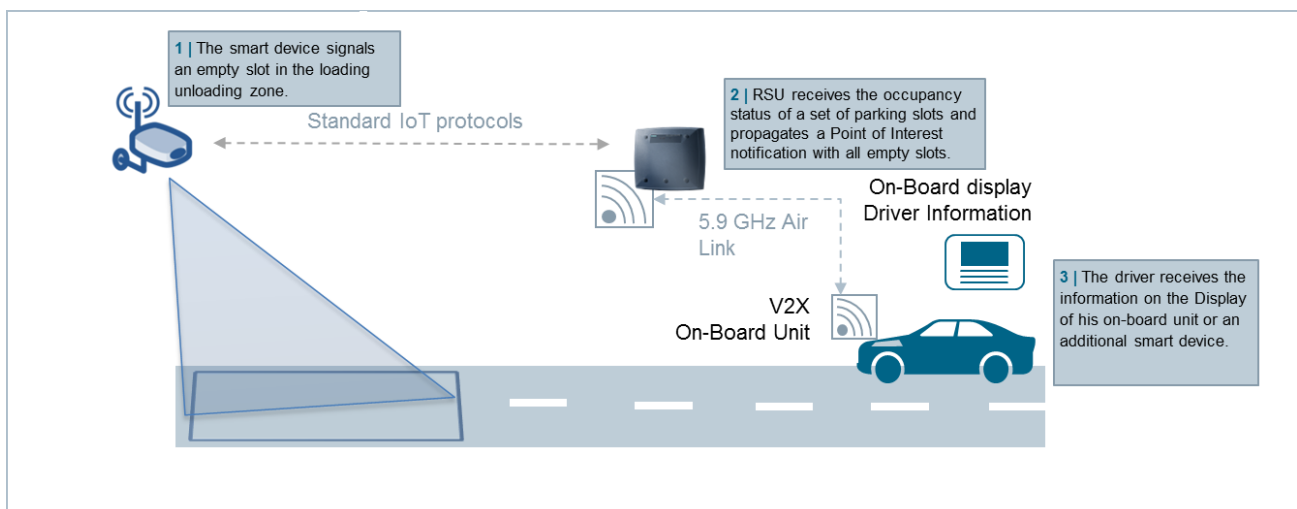 1 | The smart device signals
an empty slot in the loading
unloading zone.
Standard IoT protocols
2 | RSU receives the occupancy
status of a set of parking slots and
propagates a Point of Interest
notification with all empty slots.
On-Board display
Driver Information
5.9 GHz Air
Link
3 | The driver receives the
information on the Display
of his on-board unit or an
additional smart device.
V2X
On-Board Unit